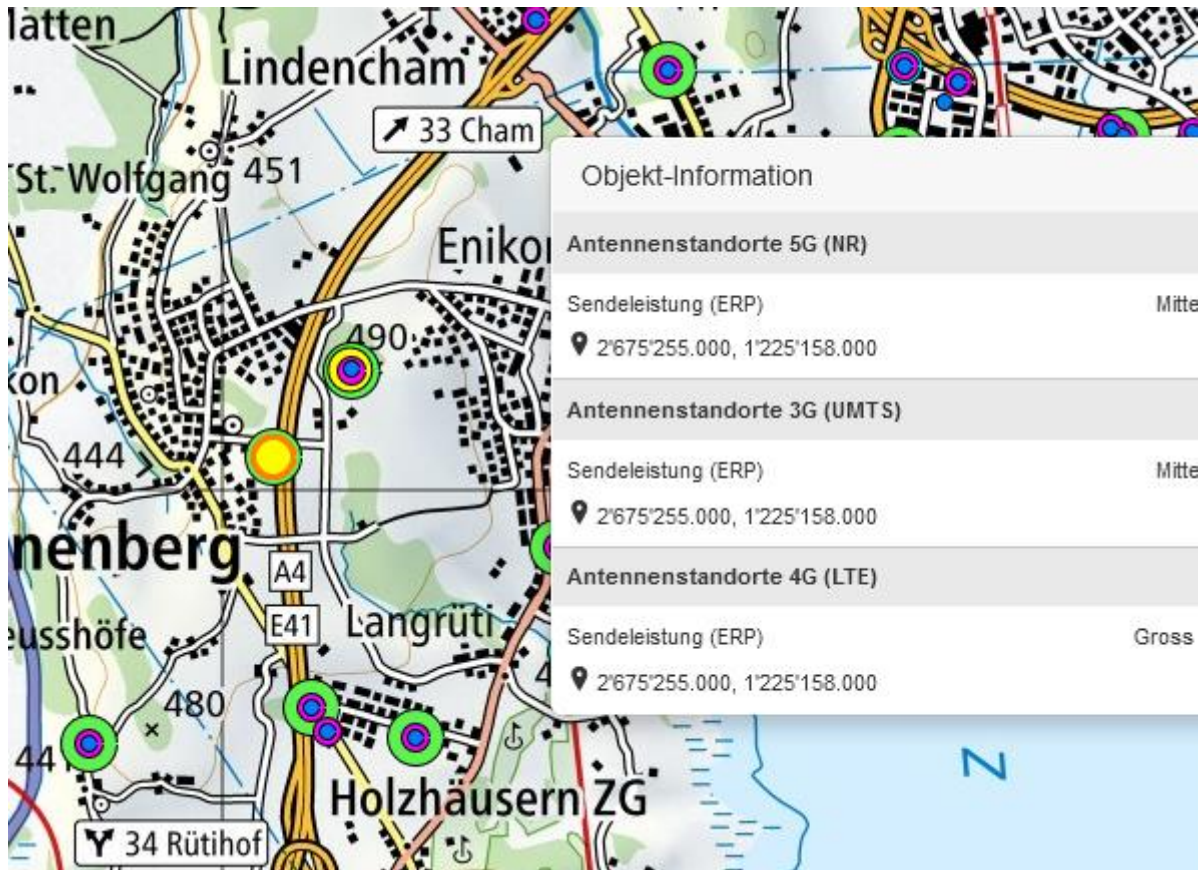 latten
Lindencham
33 Cham
St. Wolfgang
451
Objekt-Information
Antennenstandorte 5G (NR)
Enikon
Sendeleistung (ERP) Mitte
2'675'255.000, 1'225'158.000
490
kon
Antennenstandorte 3G (UMTS)
444
Sendeleistung (ERP) Mitte
2'675'255.000, 1'225'158.000
nenberg
A4
Antennenstandorte 4G (LTE)
E41
Langrüti
eusshöfe
Sendeleistung (ERP) Gross
2'675'255.000, 1'225'158.000
4
480
44
Z
Holzhäusern ZG
34 Rütihof